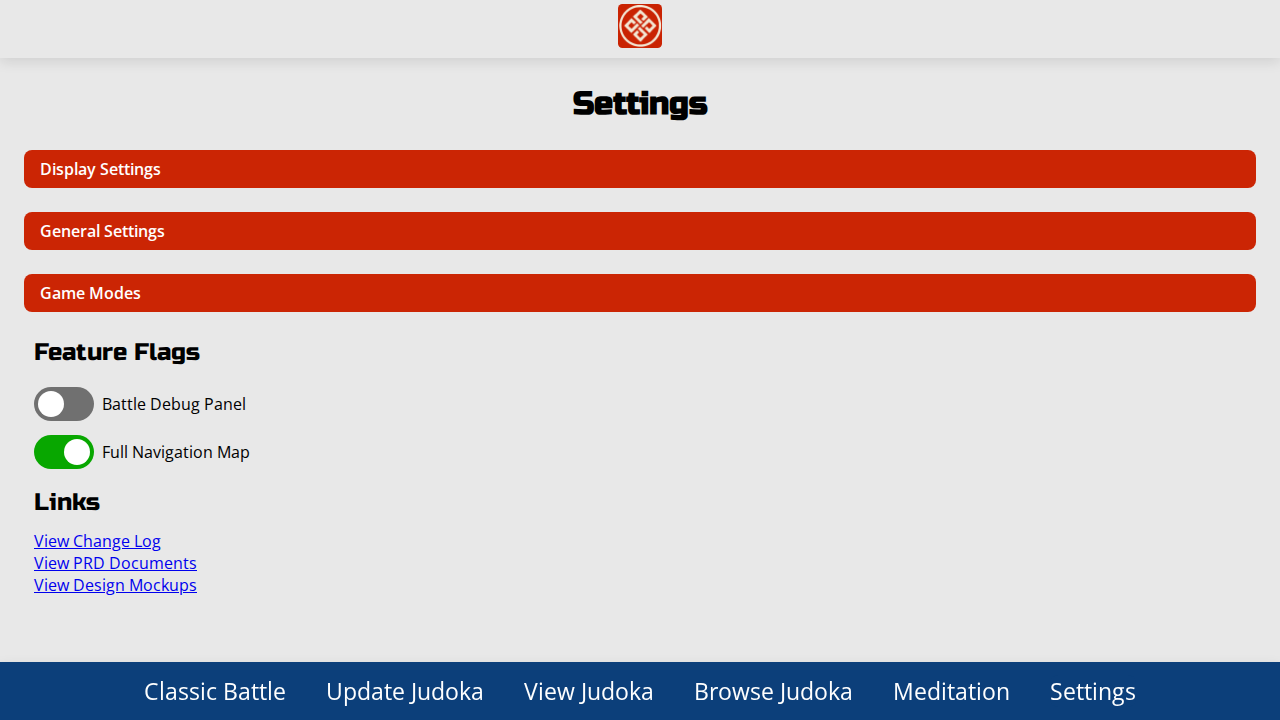 Settings
Display Settings
General Settings
Game Modes
Feature Flags
Battle Debug Panel
Full Navigation Map
Links
View Change Log
View PRD Documents
View Design Mockups
Classic Battle Update Judoka View Judoka Browse Judoka Meditation Settings